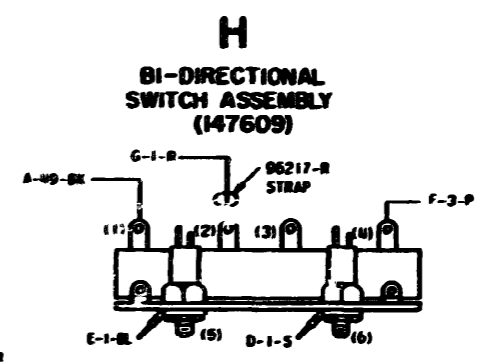 H
BI-DIRECTIONAL
SWITCH ASSEMBLY
(147609)
G-1-R
96217-R
STRAP
A-49-BK
F-3-P
(1)
(2)
(3)
(4)
E-1-BL
(5)
D-1-S
(6)